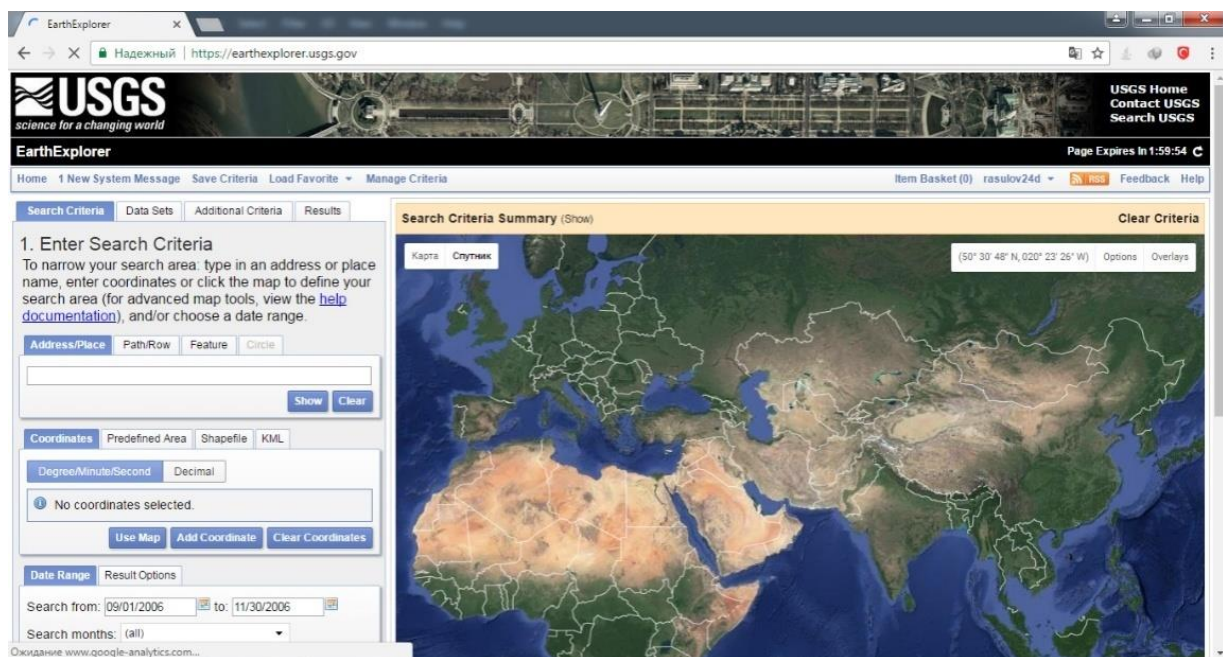 EarthExplorer
Надежный | https://earthexplorer.usgs.gov
USGS
science for a changing world
USGS Home
Contact USGS
Search USGS
EarthExplorer
Page Expires In 1:59:54
Home 1 New System Message Save Criteria Load Favorite Manage Criteria
Item Basket (0) rasulov24d RSS Feedback Help
Search Criteria Data Sets Additional Criteria Results
1. Enter Search Criteria
To narrow your search area: type in an address or place
name, enter coordinates or click the map to define your
search area (for advanced map tools, view the help
documentation), and/or choose a date range.
Address/Place Path/Row Feature Circle
Show Clear
Coordinates Predefined Area Shapefile KML
Degree/Minute/Second Decimal
No coordinates selected.
Use Map Add Coordinate Clear Coordinates
Date Range Result Options
Search from: 09/01/2006 to: 11/30/2006
Search months: (all)
Ожидание www.google-analytics.com...
Search Criteria Summary (Show)
Clear Criteria
Карта Спутник
(50° 30' 48" N, 020° 23' 26" W) Options Overlays